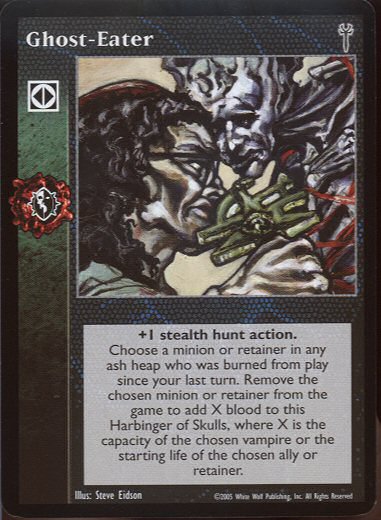 Ghost-Eater
+1 stealth hunt action.
Choose a minion or retainer in any
ash heap who was burned from play
since your last turn. Remove the
chosen minion or retainer from the
game to add X blood to this
Harbinger of Skulls, where X is the
capacity of the chosen vampire or the
starting life of the chosen ally or
retainer.
Illus: Steve Eidson
©2005 White Wolf Publishing, Inc. All Rights Reserved